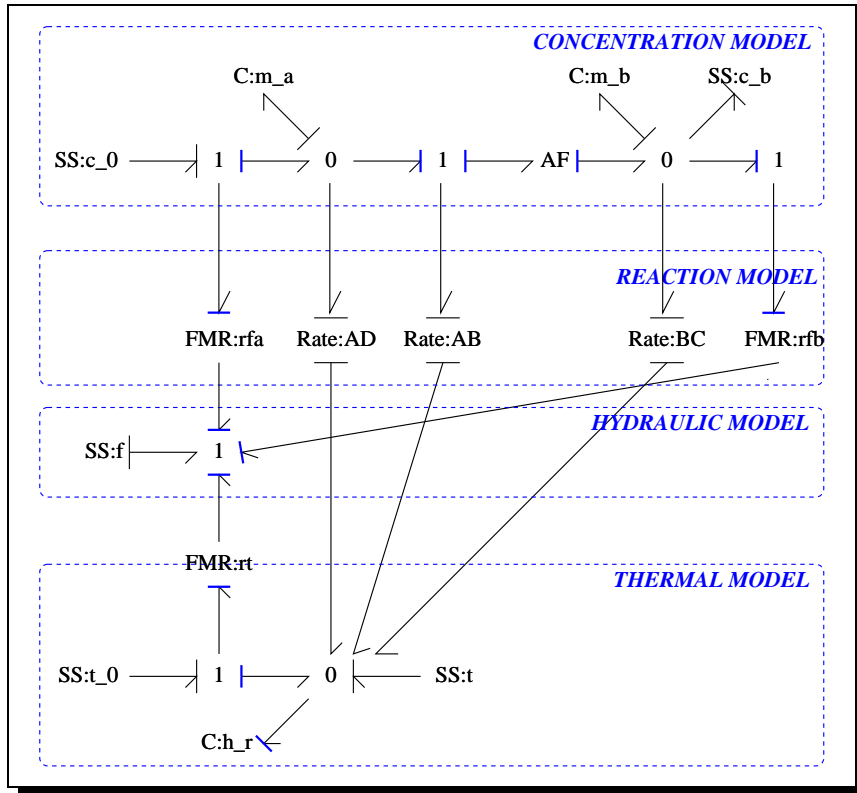 CONCENTRATION MODEL
C:m_a C:m_b SS:c_b
SS:c_0 1 0 1 AF 0 1
REACTION MODEL
FMR:rfa Rate:AD Rate:AB Rate:BC FMR:rfb
HYDRAULIC MODEL
SS:f 1
FMR:rt
THERMAL MODEL
SS:t_0 1 0 SS:t
C:h_r